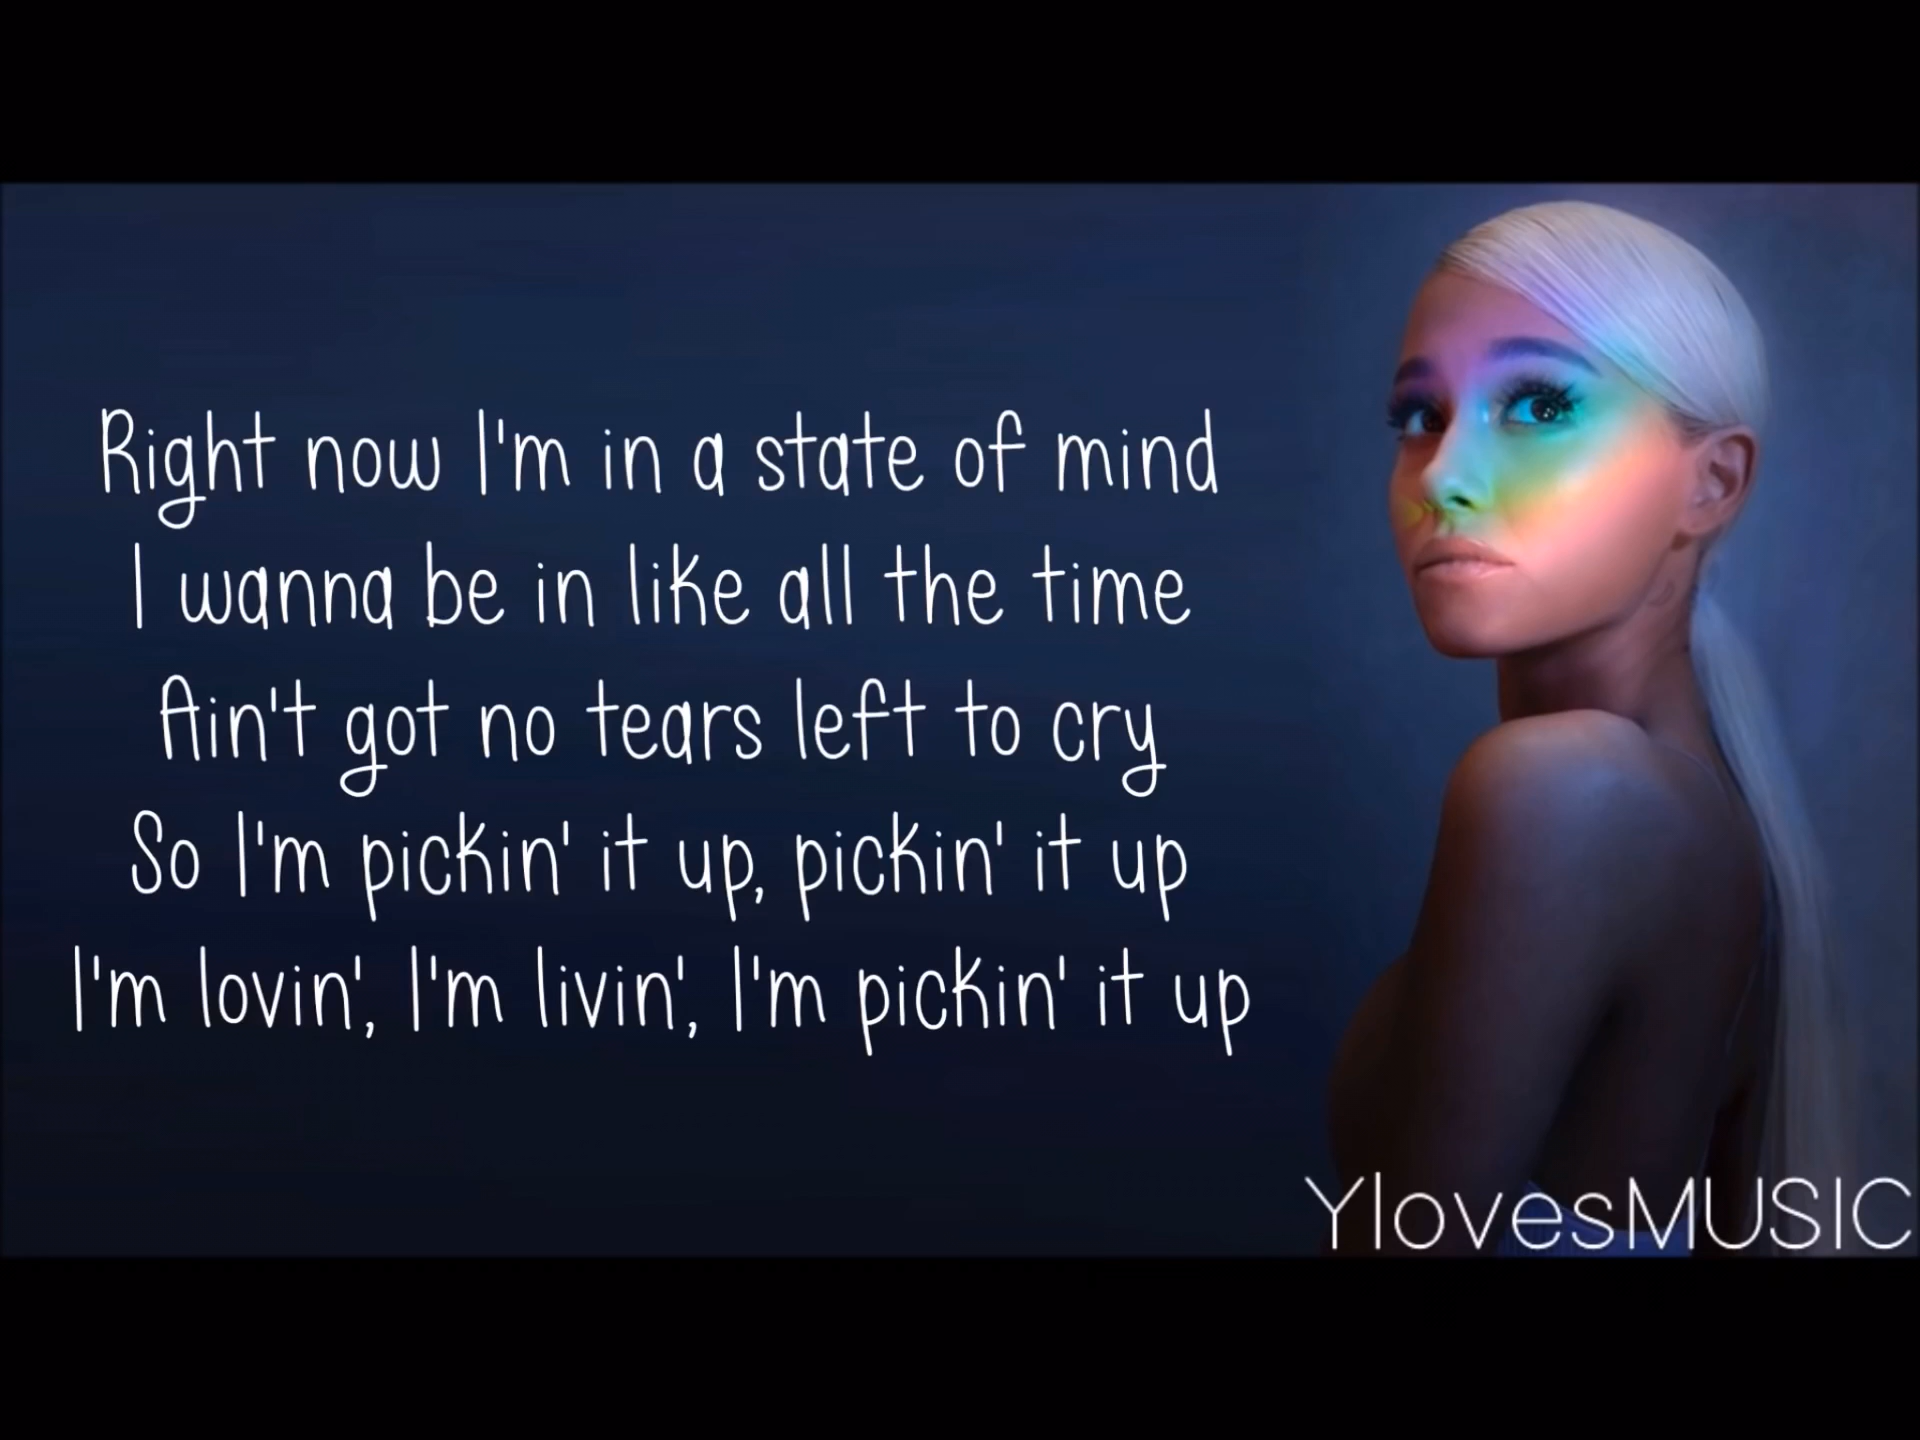 Right now I'm in a state of mind
I wanna be in like all the time
Ain't got no tears left to cry
So I'm pickin' it up, pickin' it up
I'm lovin', I'm livin', I'm pickin' it up
YlovesMUSIC